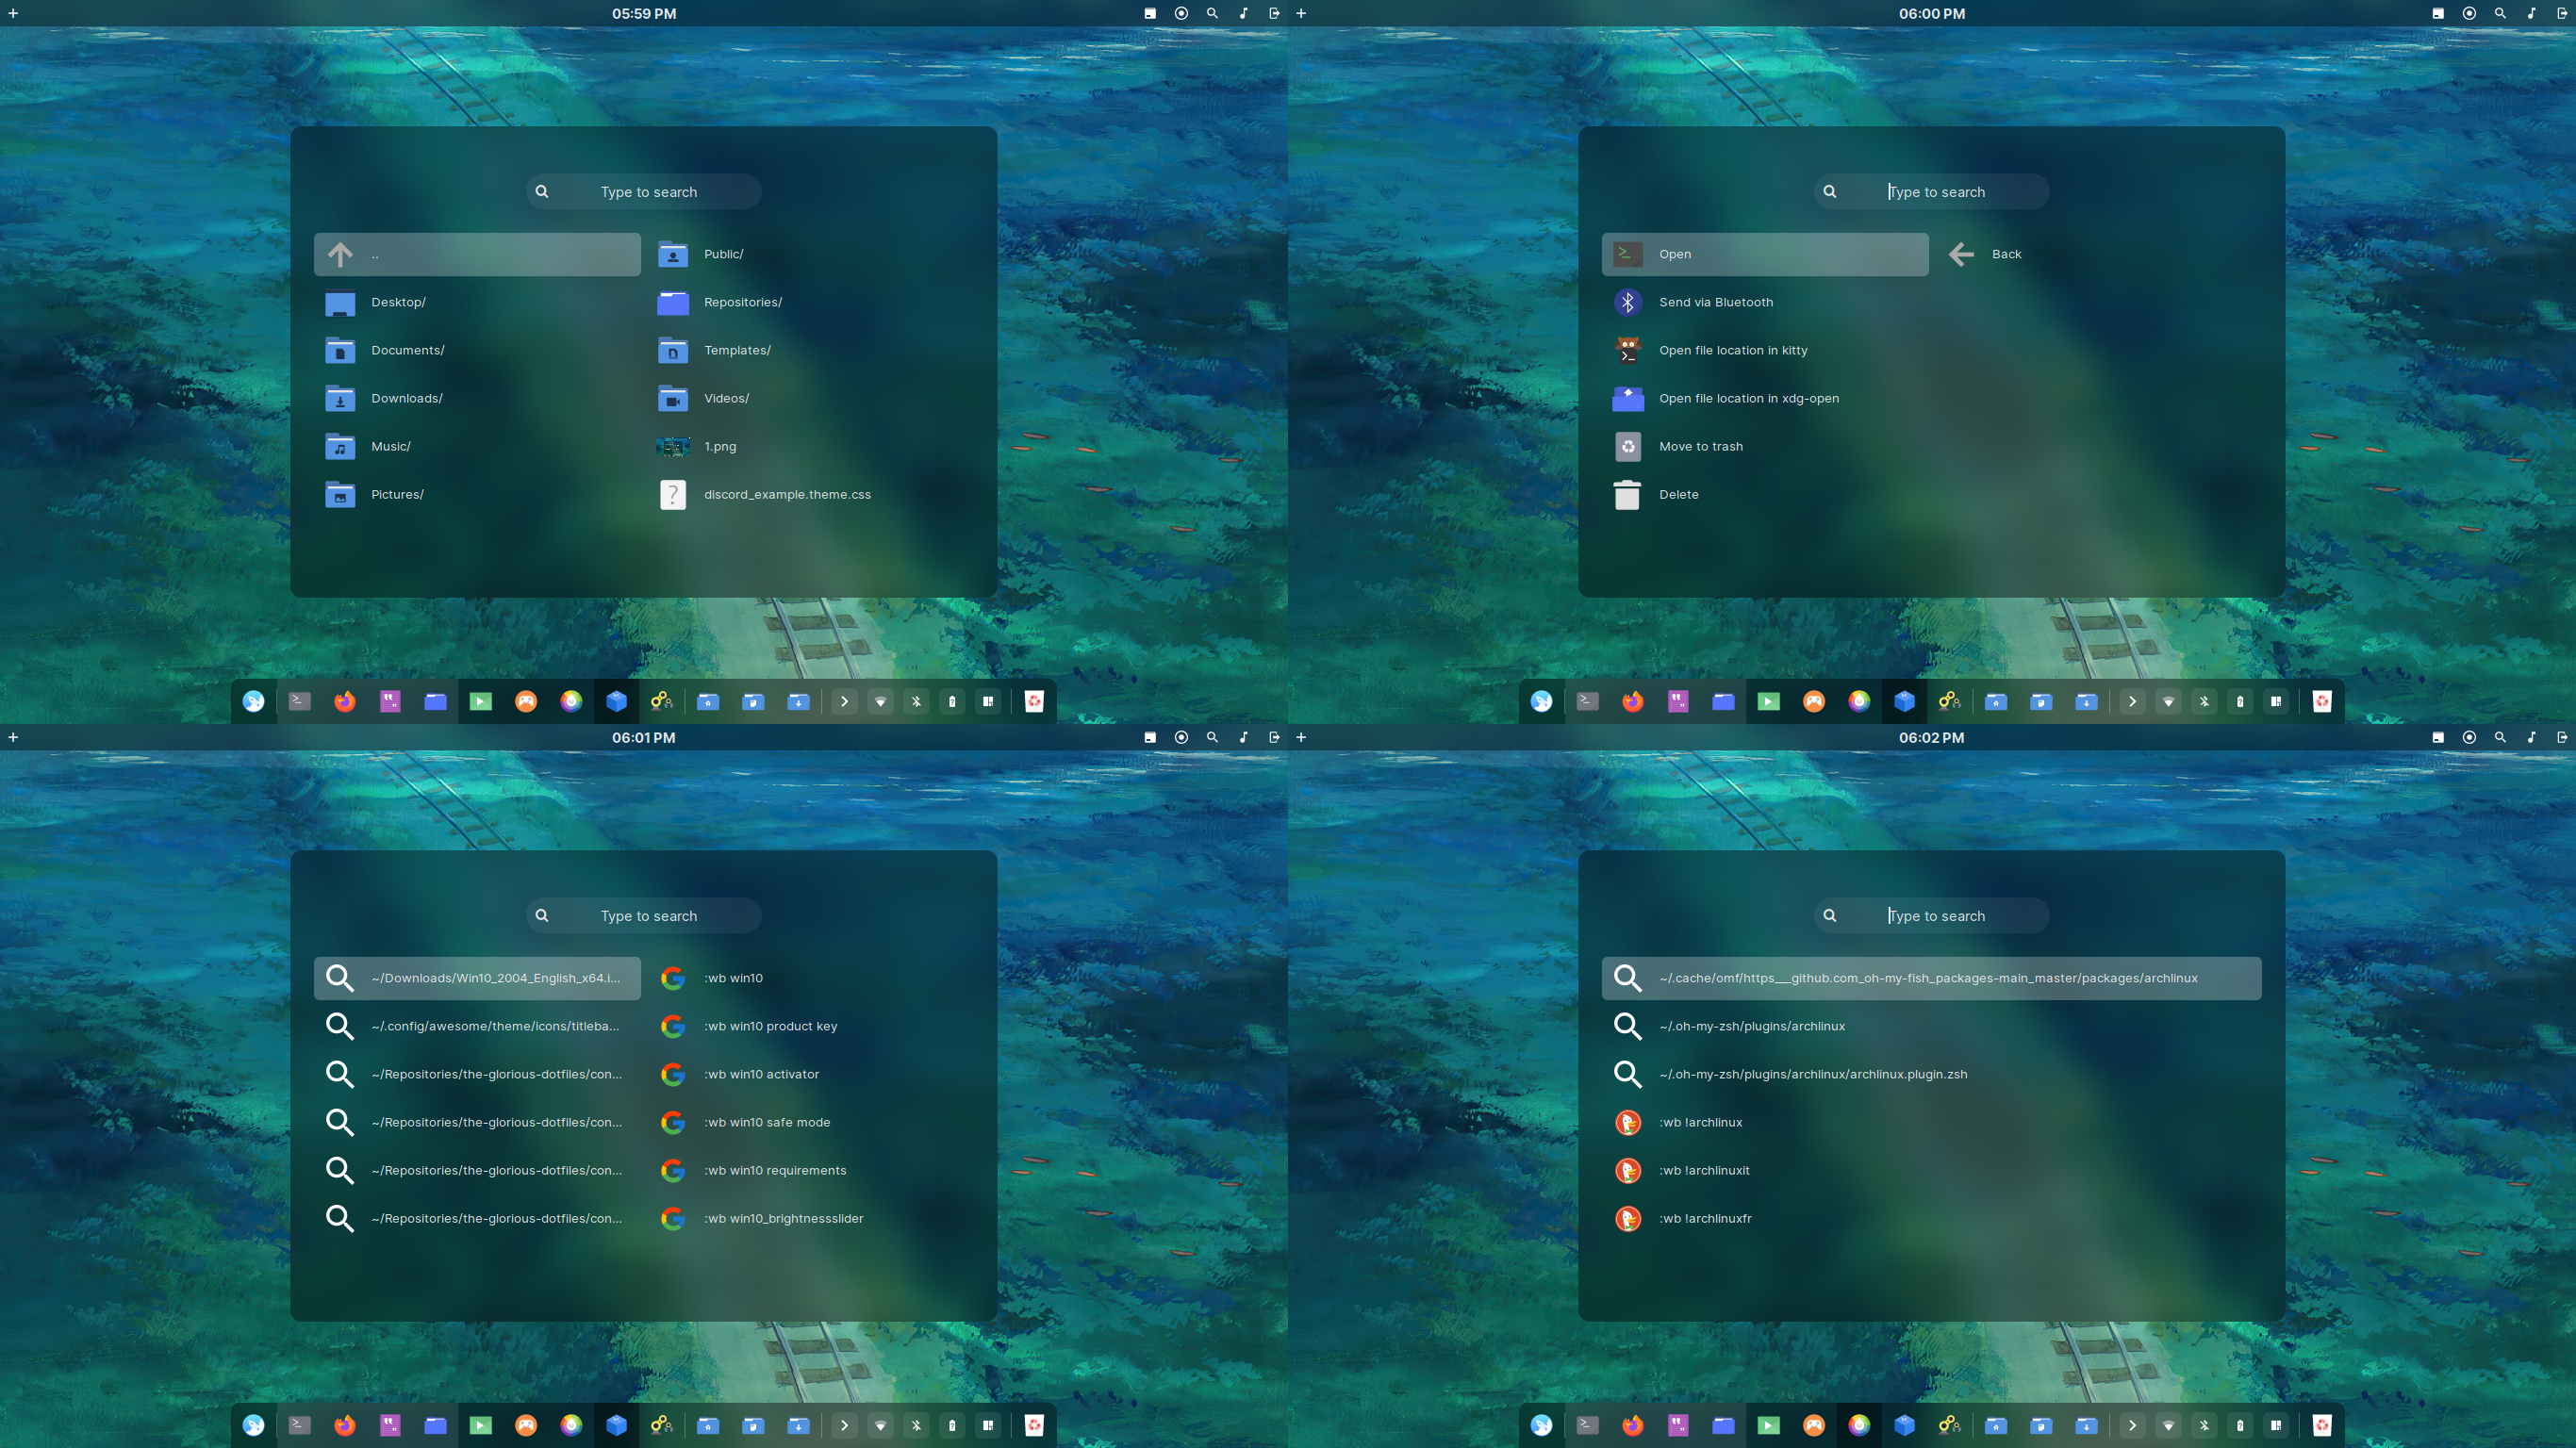 05:59 PM
Type to search
..
Desktop/
Documents/
Downloads/
Music/
Pictures/
Public/
Repositories/
Templates/
Videos/
1.png
discord_example.theme.css
06:00 PM
Type to search
Open
Send via Bluetooth
Open file location in kitty
Open file location in xdg-open
Move to trash
Delete
Back
06:01 PM
Type to search
~/Downloads/Win10_2004_English_x64.i...
~/.config/awesome/theme/icons/titleba...
~/Repositories/the-glorious-dotfiles/con...
~/Repositories/the-glorious-dotfiles/con...
~/Repositories/the-glorious-dotfiles/con...
~/Repositories/the-glorious-dotfiles/con...
:wb win10
:wb win10 product key
:wb win10 activator
:wb win10 safe mode
:wb win10 requirements
:wb win10_brightnessslider
06:02 PM
Type to search
~/.cache/omf/https___github.com_oh-my-fish_packages-main_master/packages/archlinux
~/.oh-my-zsh/plugins/archlinux
~/.oh-my-zsh/plugins/archlinux/archlinux.plugin.zsh
:wb !archlinux
:wb !archlinuxit
:wb !archlinuxfr